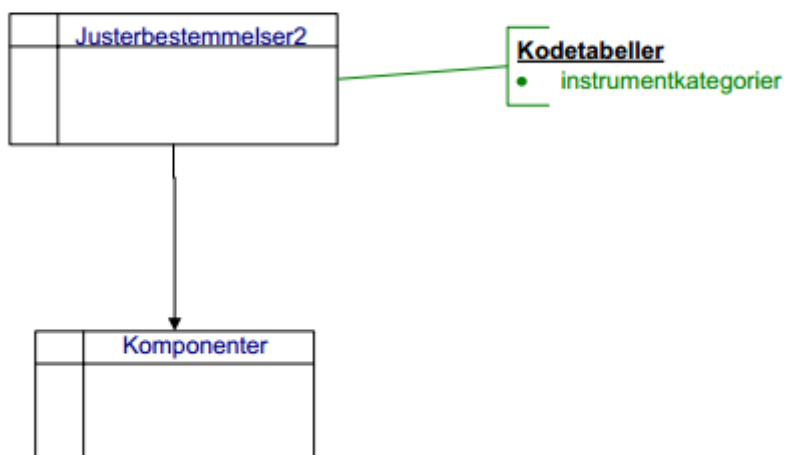 Justerbestemmelser2
Kodetabeller
• instrumentkategorier
Komponenter